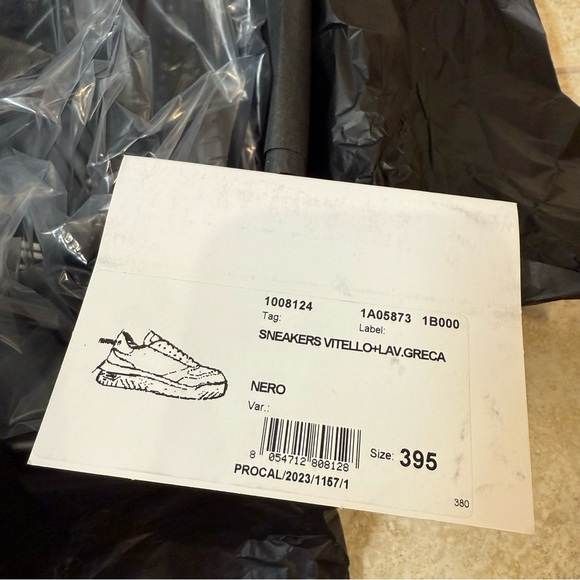 1008124 1A05873 1B000
Tag: Label:
SNEAKERS VITELLO+LAV.GRECA
NERO
Var.:
8 054712 808128 Size: 395
PROCAL/2023/1157/1
380